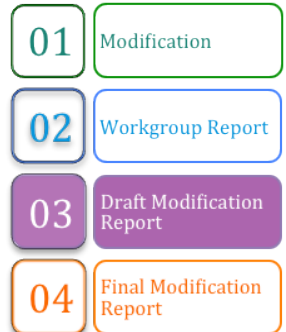 01
Modification
02
Workgroup Report
03
Draft Modification
Report
04
Final Modification
Report